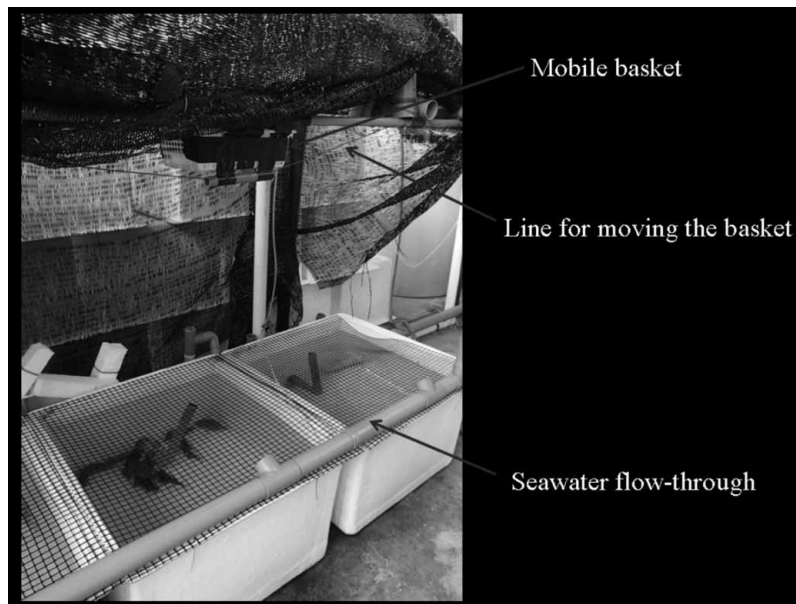 Mobile basket
Line for moving the basket
Seawater flow-through